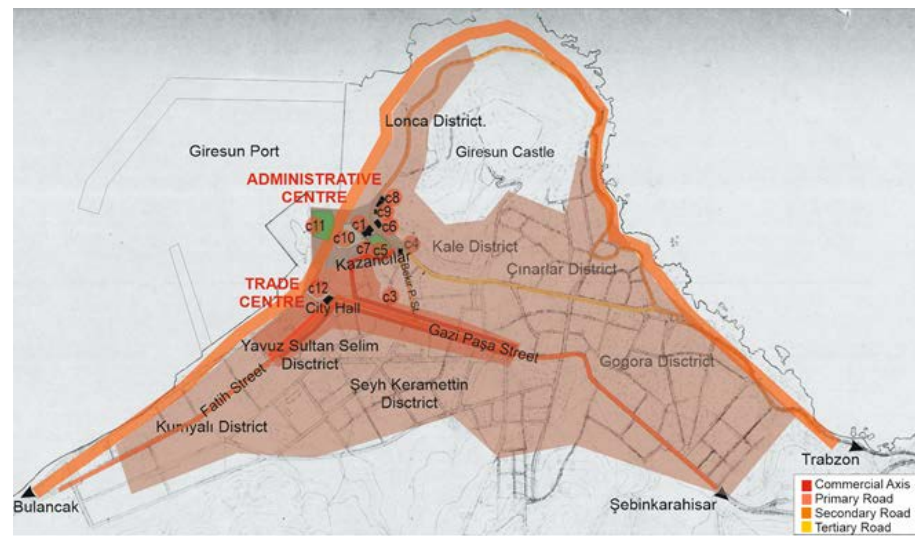 Lonca District.
Giresun Port
Giresun Castle
ADMINISTRATIVE
CENTRE
c8
c9
c11
c1
c6
c10
c7
c5
c4
Kale District
Kazancılar
Bekir P. St.
Çınarlar District
TRADE
CENTRE
c12
c3
City Hall
Gazi Paşa Street
Yavuz Sultan Selim
Disctrict
Gogora Disctrict
Şeyh Keramettin
Disctrict
Fatih Street
Kumyalı District
Trabzon
Bulancak
Şebinkarahisar
Commercial Axis
Primary Road
Secondary Road
Tertiary Road